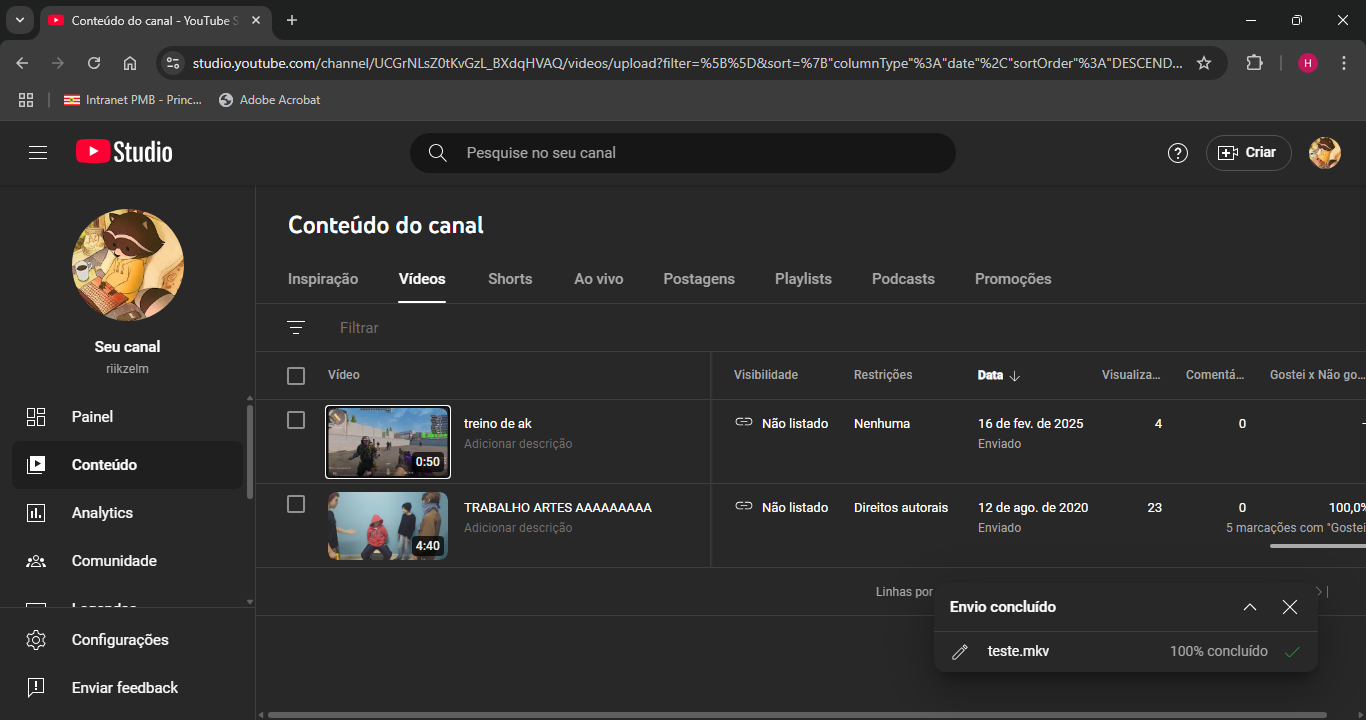 Conteúdo do canal - YouTube S
studio.youtube.com/channel/UCGrNLsZ0tKvGzL_BXdqHVAQ/videos/upload?filter=%5B%5D&sort=%7B"columnType"%3A"date"%2C"sortOrder"%3A"DESCEND...
H
Intranet PMB - Princ...
Adobe Acrobat
Studio
Pesquise no seu canal
Criar
Seu canal
riikzelm
Painel
Conteúdo
Analytics
Comunidade
Legendas
Configurações
Enviar feedback
Conteúdo do canal
Inspiração Vídeos Shorts Ao vivo Postagens Playlists Podcasts Promoções
Filtrar
Vídeo Visibilidade Restrições Data Visualiza... Comentá... Gostei x Não go...
treino de ak Não listado Nenhuma 16 de fev. de 2025 4 0
Adicionar descrição Enviado
0:50
TRABALHO ARTES AAAAAAAAA Não listado Direitos autorais 12 de ago. de 2020 23 0 100,0%
Adicionar descrição Enviado 5 marcações com "Gostei
4:40
Linhas por
Envio concluído
teste.mkv 100% concluído